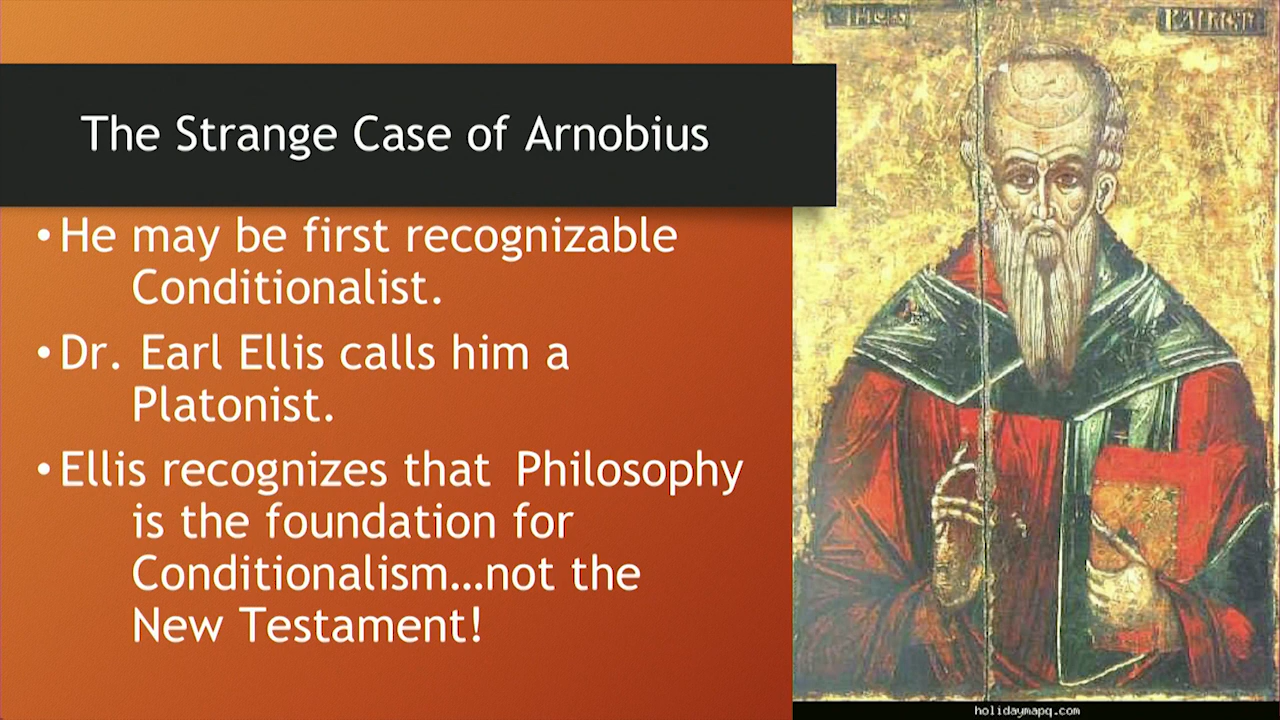 The Strange Case of Arnobius
• He may be first recognizable
Conditionalist.
• Dr. Earl Ellis calls him a
Platonist.
• Ellis recognizes that Philosophy
is the foundation for
Conditionalism...not the
New Testament!
holidaymapq.com